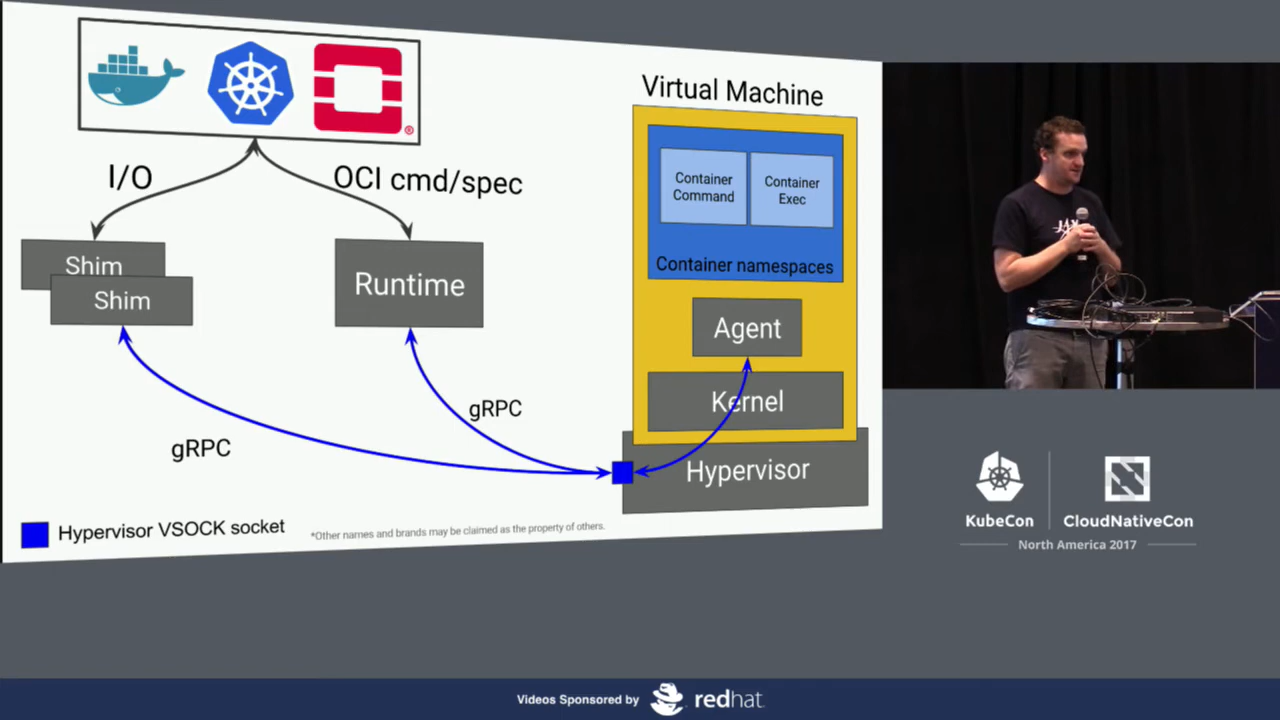 I/O
OCI cmd/spec
Shim
Shim
Runtime
gRPC
gRPC
Virtual Machine
Container
Command
Container
Exec
Container namespaces
Agent
Kernel
Hypervisor
Hypervisor VSOCK socket
*Other names and brands may be claimed as the property of others.
®
KubeCon
CloudNativeCon
North America 2017
Videos Sponsored by
redhat.